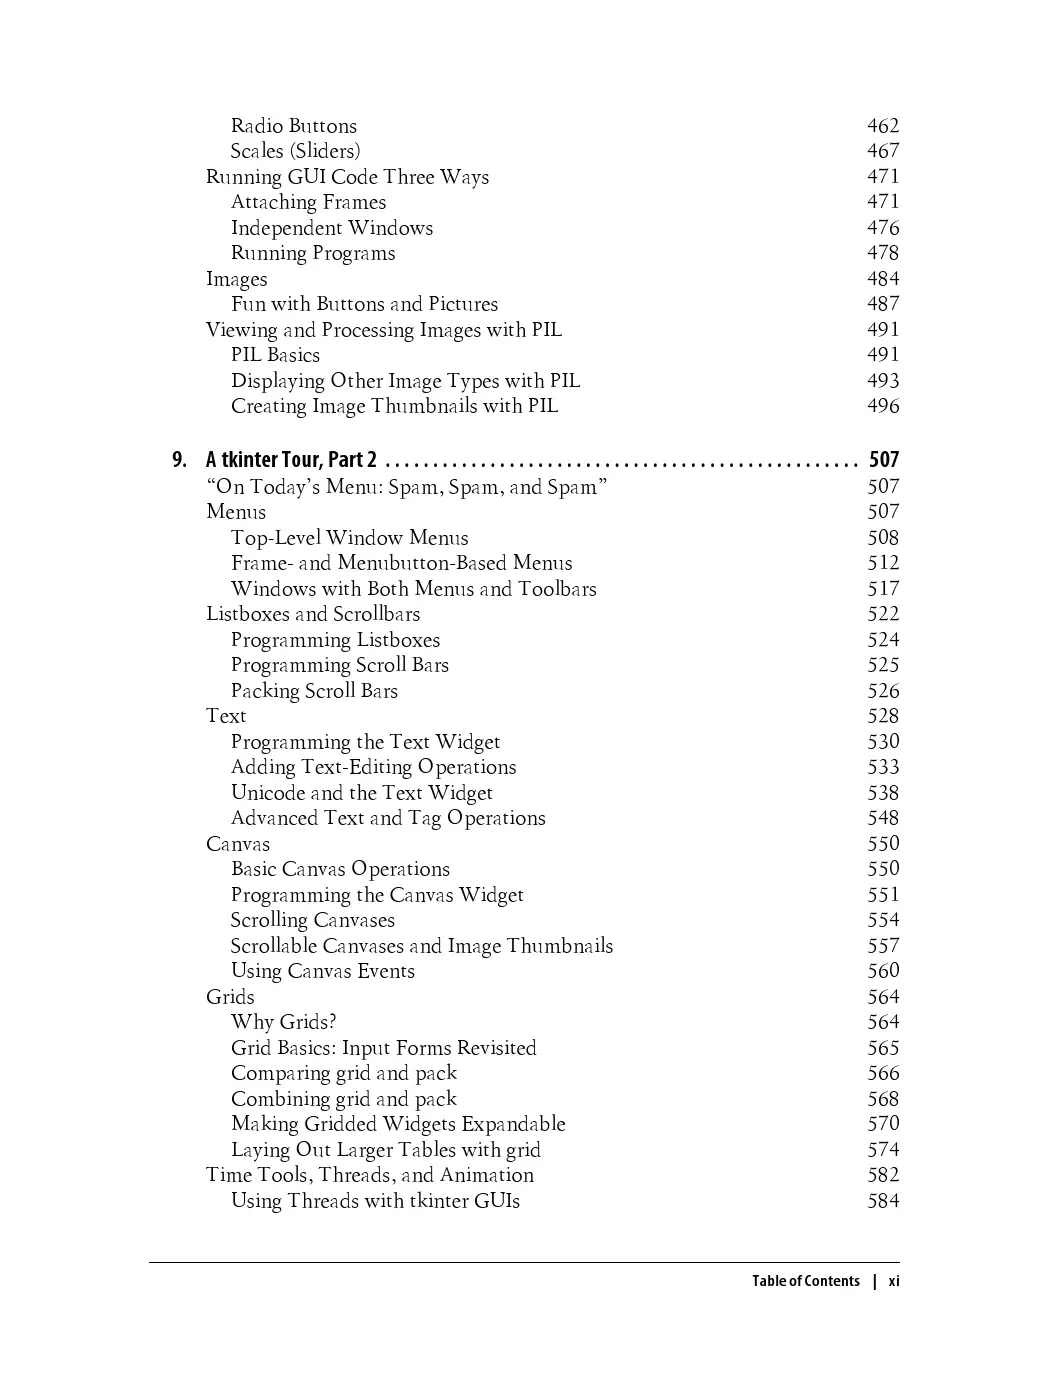 Radio Buttons 462
Scales (Sliders) 467
Running GUI Code Three Ways 471
Attaching Frames 471
Independent Windows 476
Running Programs 478
Images 484
Fun with Buttons and Pictures 487
Viewing and Processing Images with PIL 491
PIL Basics 491
Displaying Other Image Types with PIL 493
Creating Image Thumbnails with PIL 496
9. A tkinter Tour, Part 2 . . . . . . . . . . . . . . . . . . . . . . . . . . . . . . . . . . . . . . . . . . . . . . . . . . 507
“On Today’s Menu: Spam, Spam, and Spam” 507
Menus 507
Top-Level Window Menus 508
Frame- and Menubutton-Based Menus 512
Windows with Both Menus and Toolbars 517
Listboxes and Scrollbars 522
Programming Listboxes 524
Programming Scroll Bars 525
Packing Scroll Bars 526
Text 528
Programming the Text Widget 530
Adding Text-Editing Operations 533
Unicode and the Text Widget 538
Advanced Text and Tag Operations 548
Canvas 550
Basic Canvas Operations 550
Programming the Canvas Widget 551
Scrolling Canvases 554
Scrollable Canvases and Image Thumbnails 557
Using Canvas Events 560
Grids 564
Why Grids? 564
Grid Basics: Input Forms Revisited 565
Comparing grid and pack 566
Combining grid and pack 568
Making Gridded Widgets Expandable 570
Laying Out Larger Tables with grid 574
Time Tools, Threads, and Animation 582
Using Threads with tkinter GUIs 584
Table of Contents | xi